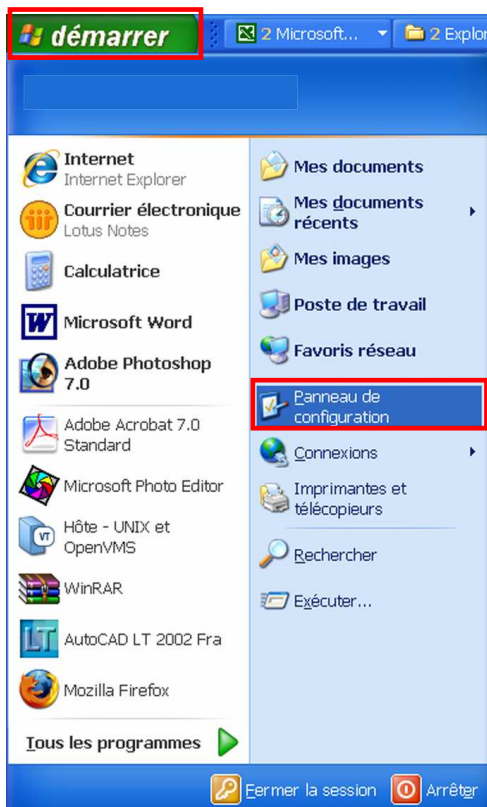 démarrer
2 Microsoft...
2 Explor
Internet
Internet Explorer
Courrier électronique
Lotus Notes
Calculatrice
Microsoft Word
Adobe Photoshop
7.0
Adobe Acrobat 7.0
Standard
Microsoft Photo Editor
Hôte - UNIX et
OpenVMS
WinRAR
AutoCAD LT 2002 Fra
Mozilla Firefox
Tous les programmes
Mes documents
Mes documents
récents
Mes images
Poste de travail
Favoris réseau
Panneau de
configuration
Connexions
Imprimantes et
télécopieurs
Rechercher
Exécuter...
Fermer la session
Arrêter